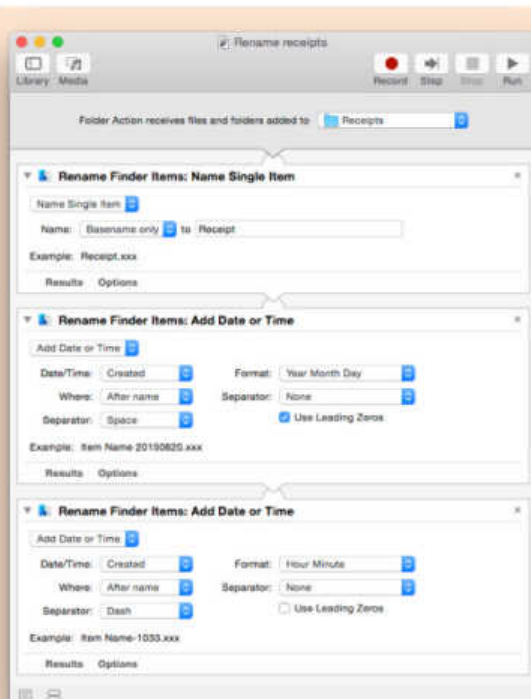 Rename receipts
Library Media Record Step Stop Run
Folder Action receives files and folders added to Receipts
Rename Finder Items: Name Single Item
Name Single Item
Name: Basename only to Receipt
Example: Receipt.xxx
Results Options
Rename Finder Items: Add Date or Time
Add Date or Time
Date/Time: Created Format: Year Month Day
Where: After name Separator: None
Separator: Space Use Leading Zeros
Example: Item Name 20150820.xxx
Results Options
Rename Finder Items: Add Date or Time
Add Date or Time
Date/Time: Created Format: Hour Minute
Where: After name Separator: None
Separator: Dash Use Leading Zeros
Example: Item Name-1033.xxx
Results Options